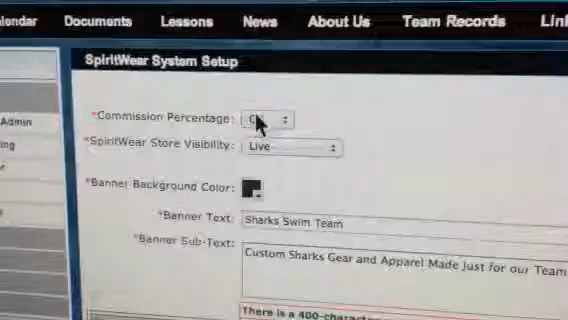 alendar Documents Lessons News About Us Team Records Link
SpiritWear System Setup
Admin
*Commission Percentage:
ing
*SpiritWear Store Visibility: Live
r
*Banner Background Color:
*Banner Text: Sharks Swim Team
*Banner Sub-Text: Custom Sharks Gear and Apparel Made Just for our Team
There is a 400-charact